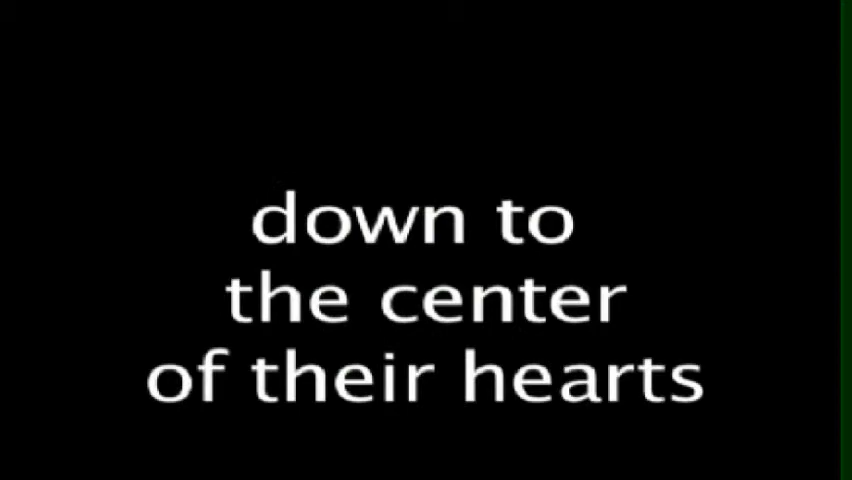 down to
the center
of their hearts